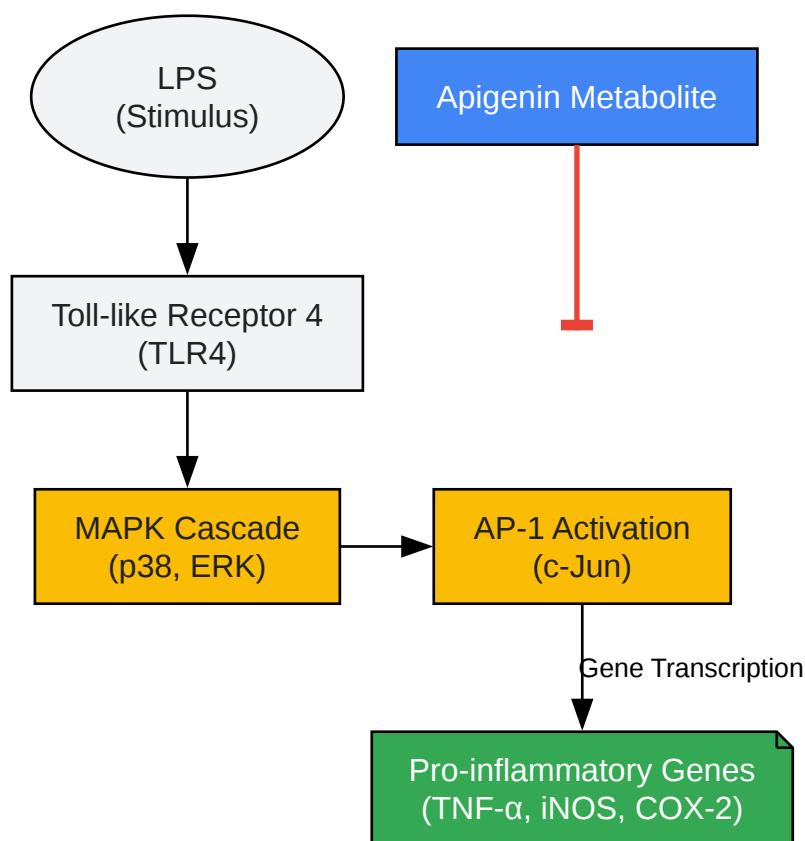 LPS
(Stimulus)
Apigenin Metabolite
Toll-like Receptor 4
(TLR4)
MAPK Cascade
(p38, ERK)
AP-1 Activation
(c-Jun)
Gene Transcription
Pro-inflammatory Genes
(TNF-α, iNOS, COX-2)